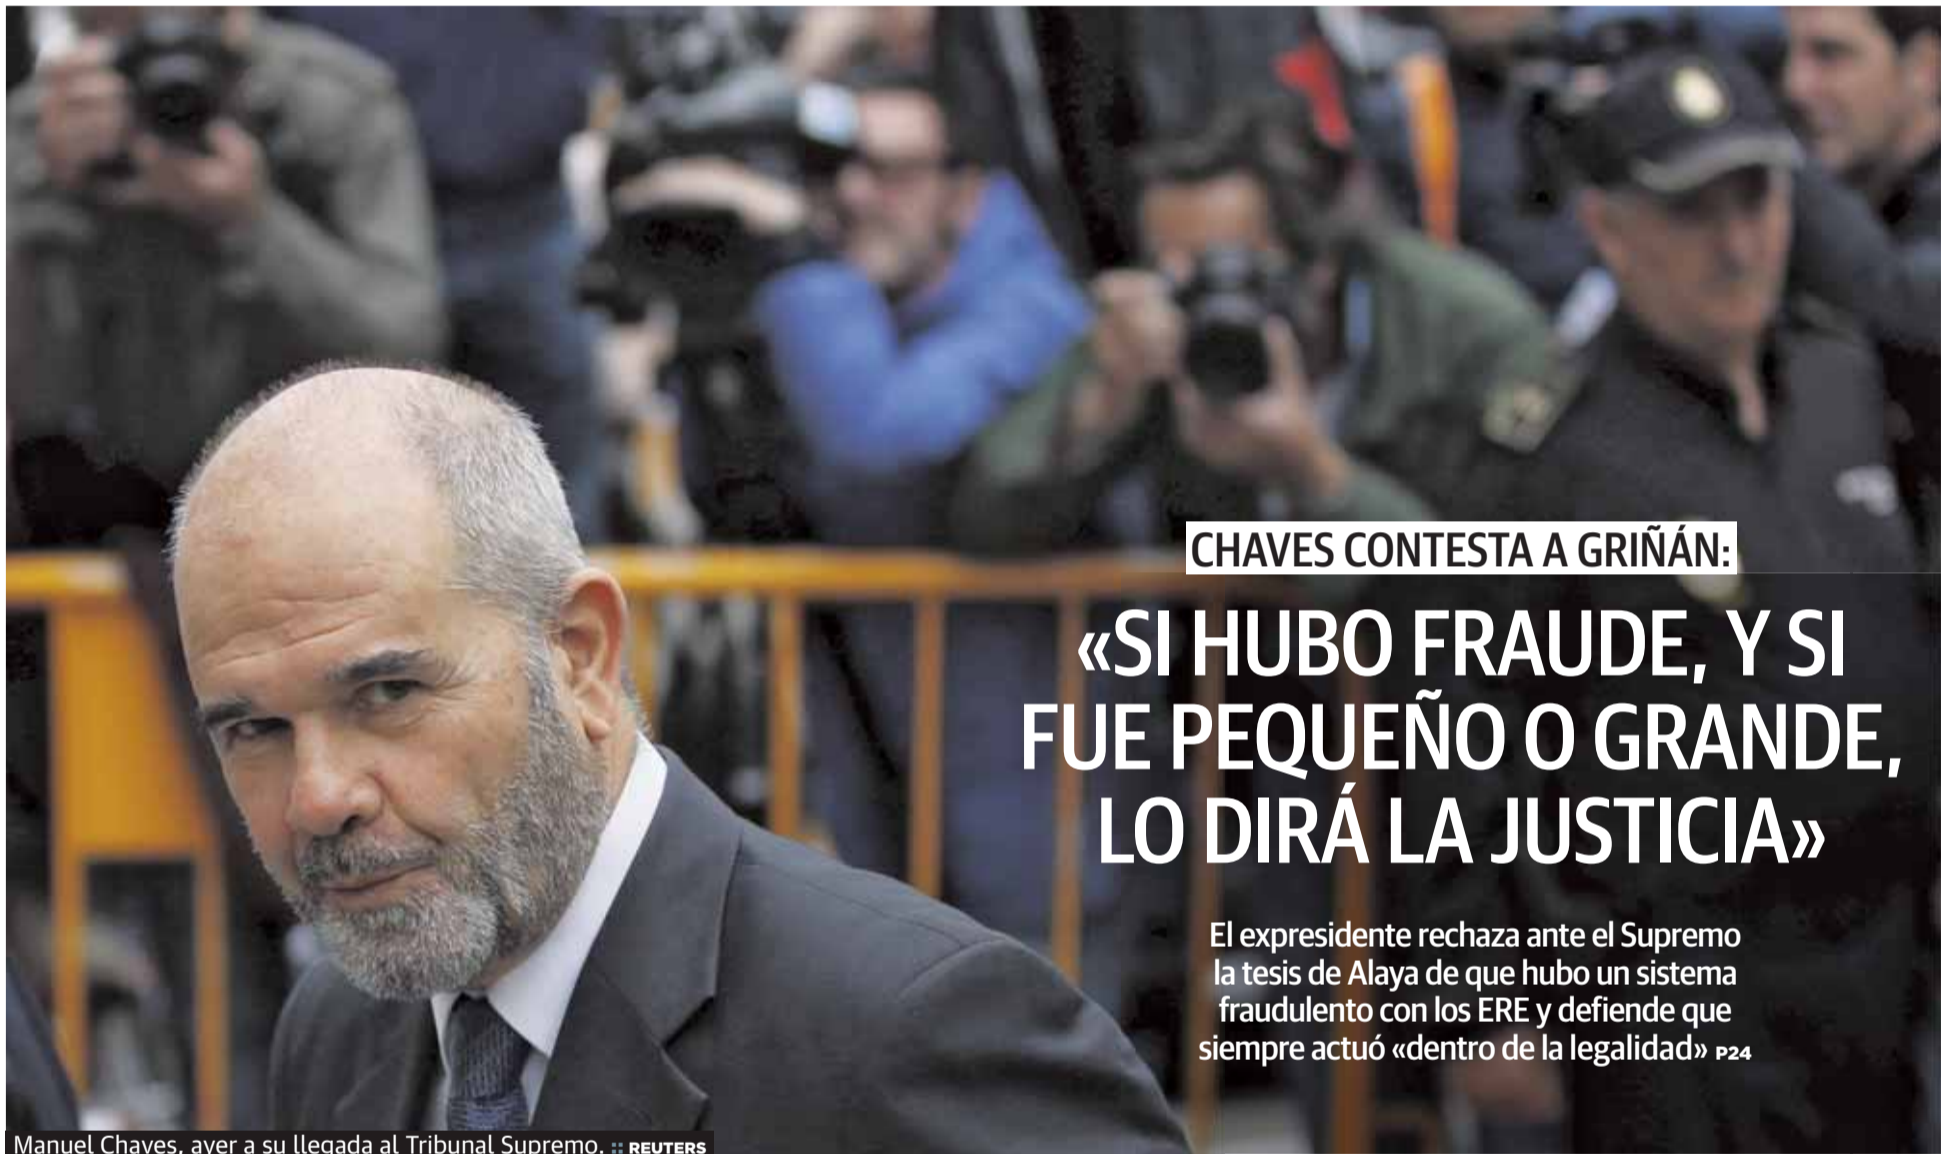 CHAVES CONTESTA A GRIÑÁN:
«SI HUBO FRAUDE, Y SI
FUE PEQUEÑO O GRANDE,
LO DIRÁ LA JUSTICIA»
El expresidente rechaza ante el Supremo
la tesis de Alaya de que hubo un sistema
fraudulento con los ERE y defiende que
siempre actuó «dentro de la legalidad» P24
Manuel Chaves, ayer a su llegada al Tribunal Supremo. :: REUTERS